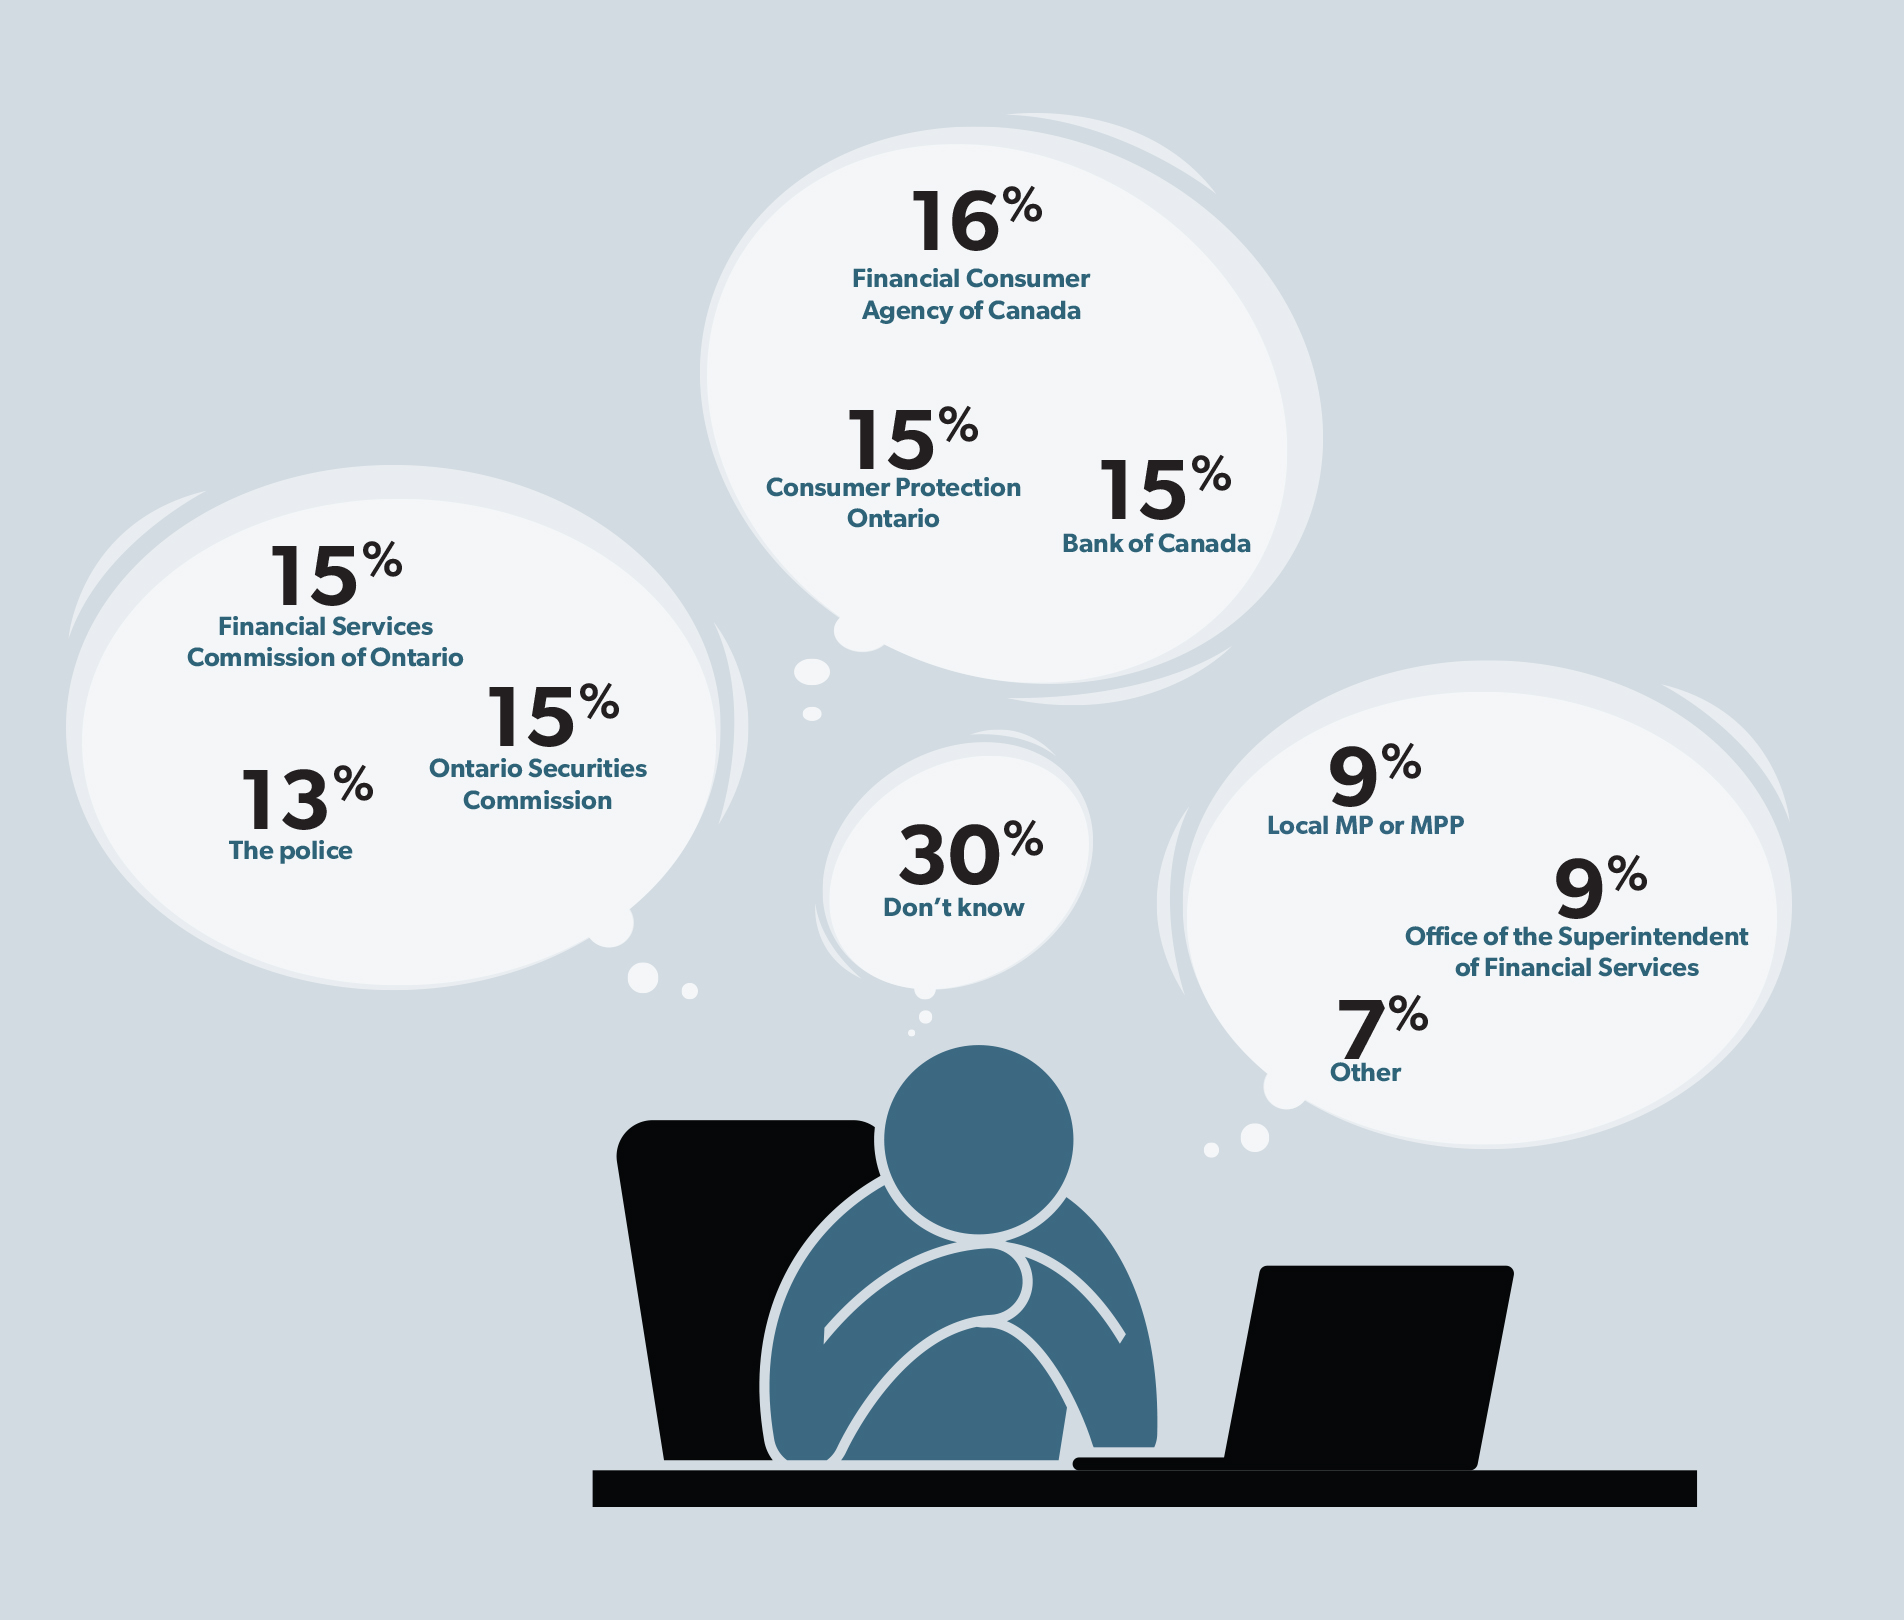 16%
Financial Consumer
Agency of Canada
15%
Consumer Protection
Ontario
15%
Bank of Canada
15%
Financial Services
Commission of Ontario
15%
Ontario Securities
Commission
13%
The police
30%
Don’t know
9%
Local MP or MPP
9%
Office of the Superintendent
of Financial Services
7%
Other